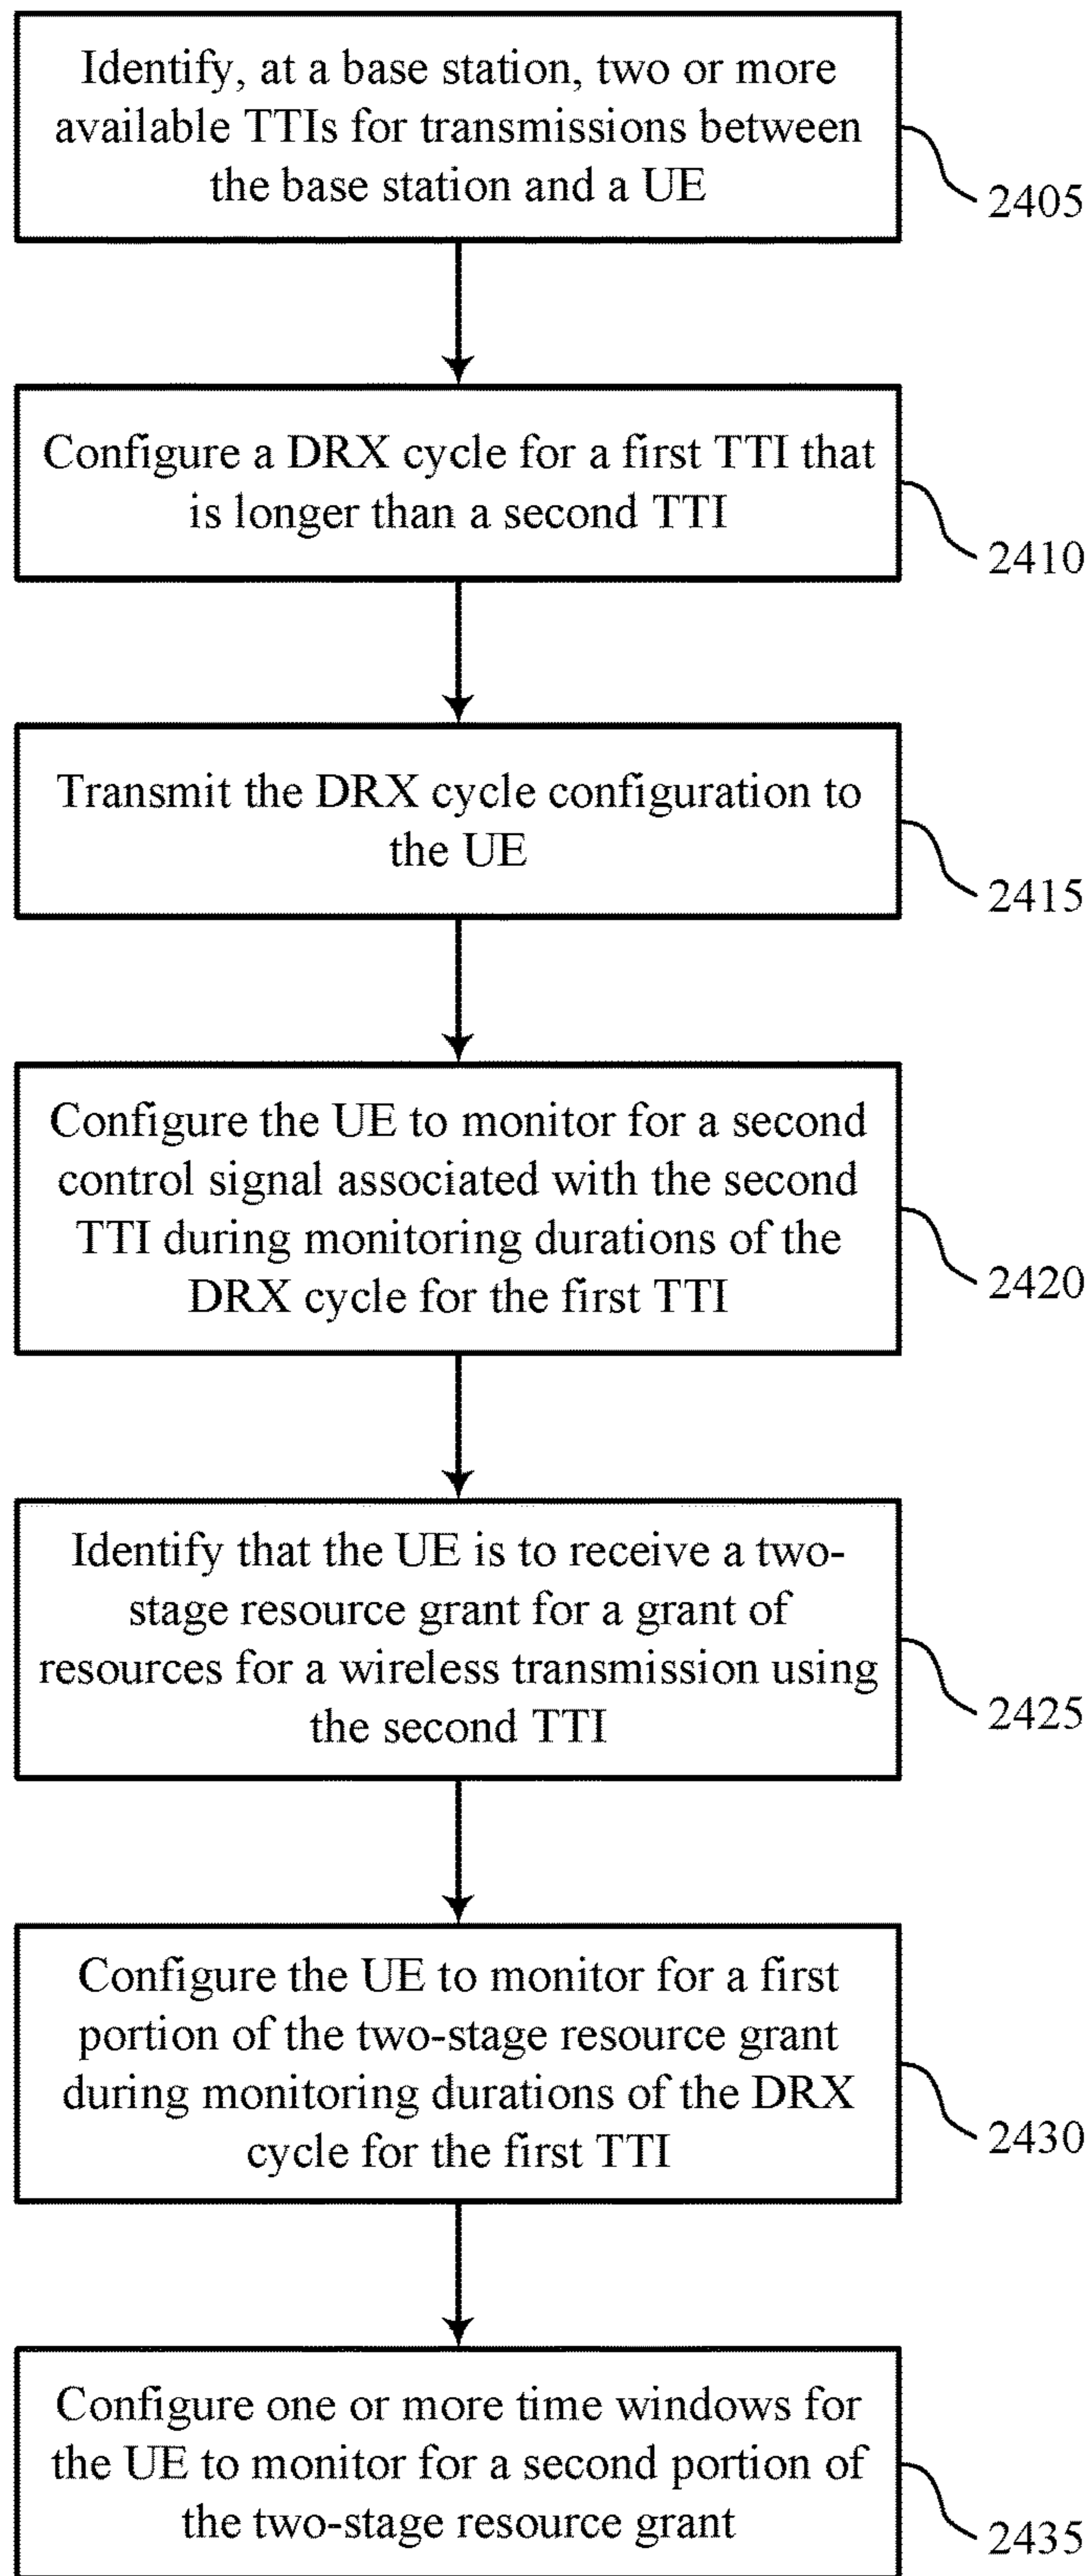 Identify, at a base station, two or more
available TTIs for transmissions between
the base station and a UE
2405
Configure a DRX cycle for a first TTI that
is longer than a second TTI
2410
Transmit the DRX cycle configuration to
the UE
2415
Configure the UE to monitor for a second
control signal associated with the second
TTI during monitoring durations of the
DRX cycle for the first TTI
2420
Identify that the UE is to receive a two-
stage resource grant for a grant of
resources for a wireless transmission using
the second TTI
2425
Configure the UE to monitor for a first
portion of the two-stage resource grant
during monitoring durations of the DRX
cycle for the first TTI
2430
Configure one or more time windows for
the UE to monitor for a second portion of
the two-stage resource grant
2435